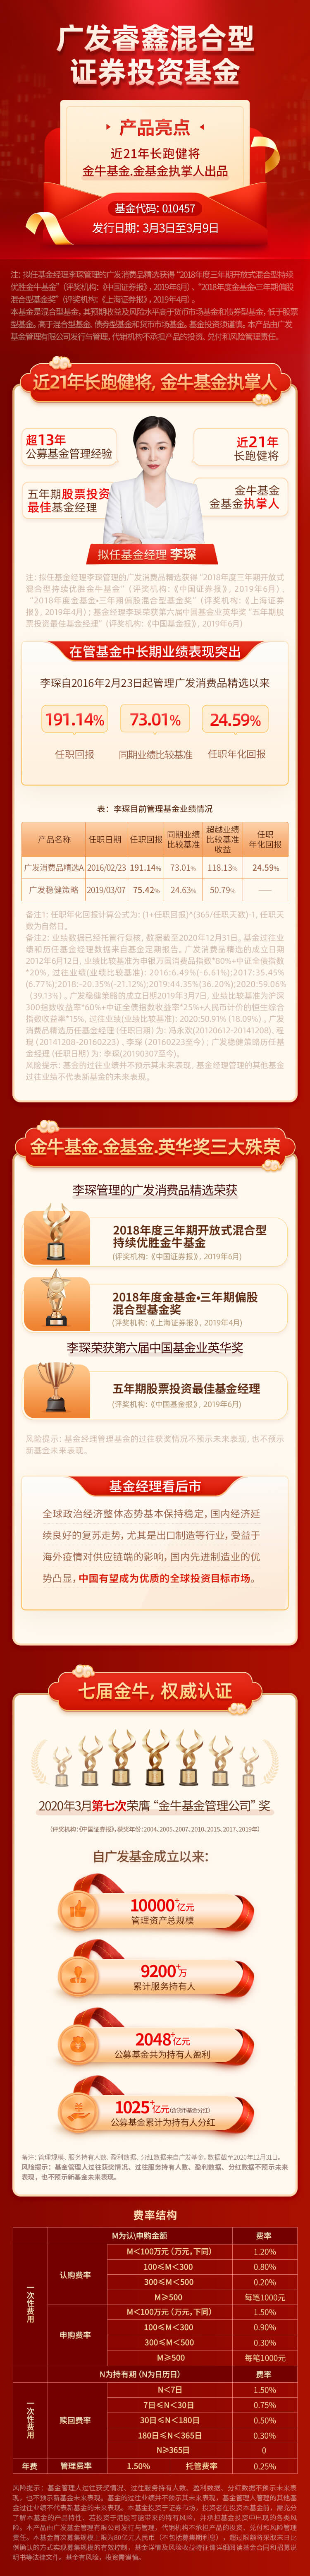 广发睿鑫混合型
证券投资基金
产品亮点
近21年长跑健将
金牛基金.金基金执掌人出品
基金代码：010457
发行日期：3月3日至3月9日
注：拟任基金经理李琛管理的广发消费品精选获得“2018年度三年期开放式混合型持续
优胜金牛基金”（评奖机构：《中国证券报》，2019年6月）、“2018年度金基金•三年期偏股
混合型基金奖”（评奖机构：《上海证券报》，2019年4月）。
本基金是混合型基金，其预期收益及风险水平高于货币市场基金和债券型基金，低于股票
型基金。高于混合型基金、债券型基金和货币市场基金。基金投资须谨慎。本产品由广发
基金管理有限公司发行与管理，代销机构不承担产品的投资、兑付和风险管理责任。
近21年长跑健将，金牛基金执掌人
超13年
公募基金管理经验
近21年
长跑健将
五年期股票投资
最佳基金经理
金牛基金
金基金执掌人
拟任基金经理 李琛
注：拟任基金经理李琛管理的广发消费品精选获得“2018年度三年期开放式
混合型持续优胜金牛基金”（评奖机构：《中国证券报》，2019年6月）、
“2018年度金基金•三年期偏股混合型基金奖”（评奖机构：《上海证券
报》，2019年4月）；基金经理李琛荣获第六届中国基金业英华奖“五年期股
票投资最佳基金经理”（评奖机构：《中国基金报》，2019年6月）
在管基金中长期业绩表现突出
李琛自2016年2月23日起管理广发消费品精选以来
191.14% 73.01% 24.59%
任职回报 同期业绩比较基准 任职年化回报
表：李琛目前管理基金业绩情况
产品名称 任职日期 任职回报 同期业绩比较基准 超越业绩比较基准收益 任职年化回报
广发消费品精选A 2016/02/23 191.14% 73.01% 118.13% 24.59%
广发稳健策略 2019/03/07 75.42% 24.63% 50.79% ——
备注1：任职年化回报计算公式为：(1+任职回报)^(365/任职天数)-1，任职天
数为自然日。
备注2：业绩数据已经托管行复核，数据截至2020年12月31日。基金过往业
绩和历任基金经理数据来自基金定期报告。广发消费品精选的成立日期
2012年6月12日，业绩比较基准为申银万国消费品指数*80%+中证全债指数
*20%，过往业绩(业绩比较基准)：2016:6.49%(-6.61%);2017:35.45%
(6.77%);2018:-20.35%(-21.12%);2019:44.35%(36.20%);2020:59.06%
（39.13%）。广发稳健策略的成立日期2019年3月7日，业绩比较基准为沪深
300指数收益率*60%+中证全债指数收益率*25%+人民币计价的恒生综合
指数收益率*15%，过往业绩(业绩比较基准)：2020:50.91% (18.09%）。广发
消费品精选历任基金经理（任职日期）为：冯永欢(20120612-20141208)，程
琨（20141208-20160223），李琛（20160223至今）；广发稳健策略历任基
金经理（任职日期）为：李琛(20190307至今)。
风险提示：基金的过往业绩并不预示其未来表现，基金经理管理的其他基金
过往业绩不代表新基金的未来表现。
金牛基金.金基金.英华奖三大殊荣
李琛管理的广发消费品精选荣获
2018年度三年期开放式混合型
持续优胜金牛基金
(评奖机构：《中国证券报》，2019年6月)
2018年度金基金•三年期偏股
混合型基金奖
(评奖机构：《上海证券报》，2019年4月)
李琛荣获第六届中国基金业英华奖
五年期股票投资最佳基金经理
(评奖机构：《中国基金报》，2019年6月)
风险提示：基金经理管理基金的过往获奖情况不预示未来表现，也不预示
新基金未来表现。
基金经理看后市
全球政治经济整体态势基本保持稳定，国内经济延
续良好的复苏走势，尤其是出口制造等行业，受益于
海外疫情对供应链端的影响，国内先进制造业的优
势凸显，中国有望成为优质的全球投资目标市场。
七届金牛，权威认证
2020年3月第七次荣膺“金牛基金管理公司”奖
(评奖机构:《中国证券报》，获奖年份:2004、2005、2007、2010、2015、2017、2019年)
自广发基金成立以来：
10000+亿元
管理资产总规模
9200+万
累计服务持有人
2048+亿元
公募基金共为持有人盈利
1025+亿元(含货币基金分红)
公募基金累计为持有人分红
备注：管理规模、服务持有人数、盈利数据、分红数据来自广发基金，数据截至2020年12月31日。
风险提示：基金管理人过往获奖情况、过往服务持有人数、盈利数据、分红数据不预示未来
表现，也不预示新基金未来表现。
费率结构
M为认\申购金额 费率
一次性费用 认购费率 M＜100万元（万元，下同） 1.20%
100≤M＜300 0.80%
300≤M＜500 0.20%
M≥500 每笔1000元
申购费率 M＜100万元（万元，下同） 1.50%
100≤M＜300 0.90%
300≤M＜500 0.30%
M≥500 每笔1000元
N为持有期（N为日历日） 费率
一次性费用 赎回费率 N＜7日 1.50%
7日≤N＜30日 0.75%
30日≤N＜180日 0.50%
180日≤N＜365日 0.30%
N≥365日 0
年费 管理费率 1.50% 托管费率 0.25%
风险提示：基金管理人过往获奖情况、过往服务持有人数、盈利数据、分红数据不预示未来表
现，也不预示新基金未来表现。基金的过往业绩并不预示其未来表现，基金管理人管理的其他基
金过往业绩不代表新基金的未来表现。本基金投资于证券市场，投资者在投资本基金前，需充分
了解本基金的产品特性，若投资于港股可能带来的特有风险，并承担基金投资中出现的各类风
险。本产品由广发基金管理有限公司发行与管理，代销机构不承担产品的投资、兑付和风险管理
责任。本基金首次募集规模上限为80亿元人民币（不包括募集期利息），超过限额将采取末日比
例确认的方式实现募集规模的有效控制，基金详情及风险收益特征请详细阅读基金合同和招募说
明书等法律文件。基金有风险，投资需谨慎。